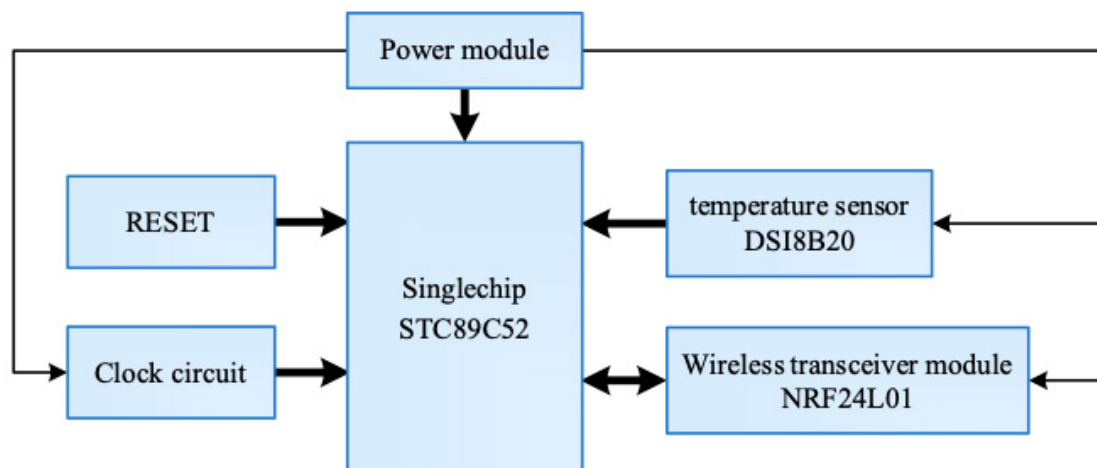 Power module
RESET
temperature sensor
DSI8B20
Singlechip
STC89C52
Clock circuit
Wireless transceiver module
NRF24L01